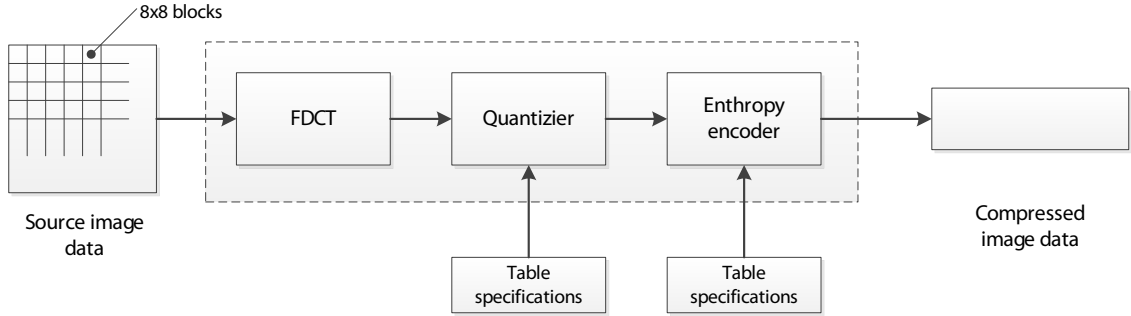 8x8 blocks
FDCT
Quantizier
Enthropy
encoder
Source image
data
Compressed
image data
Table
specifications
Table
specifications